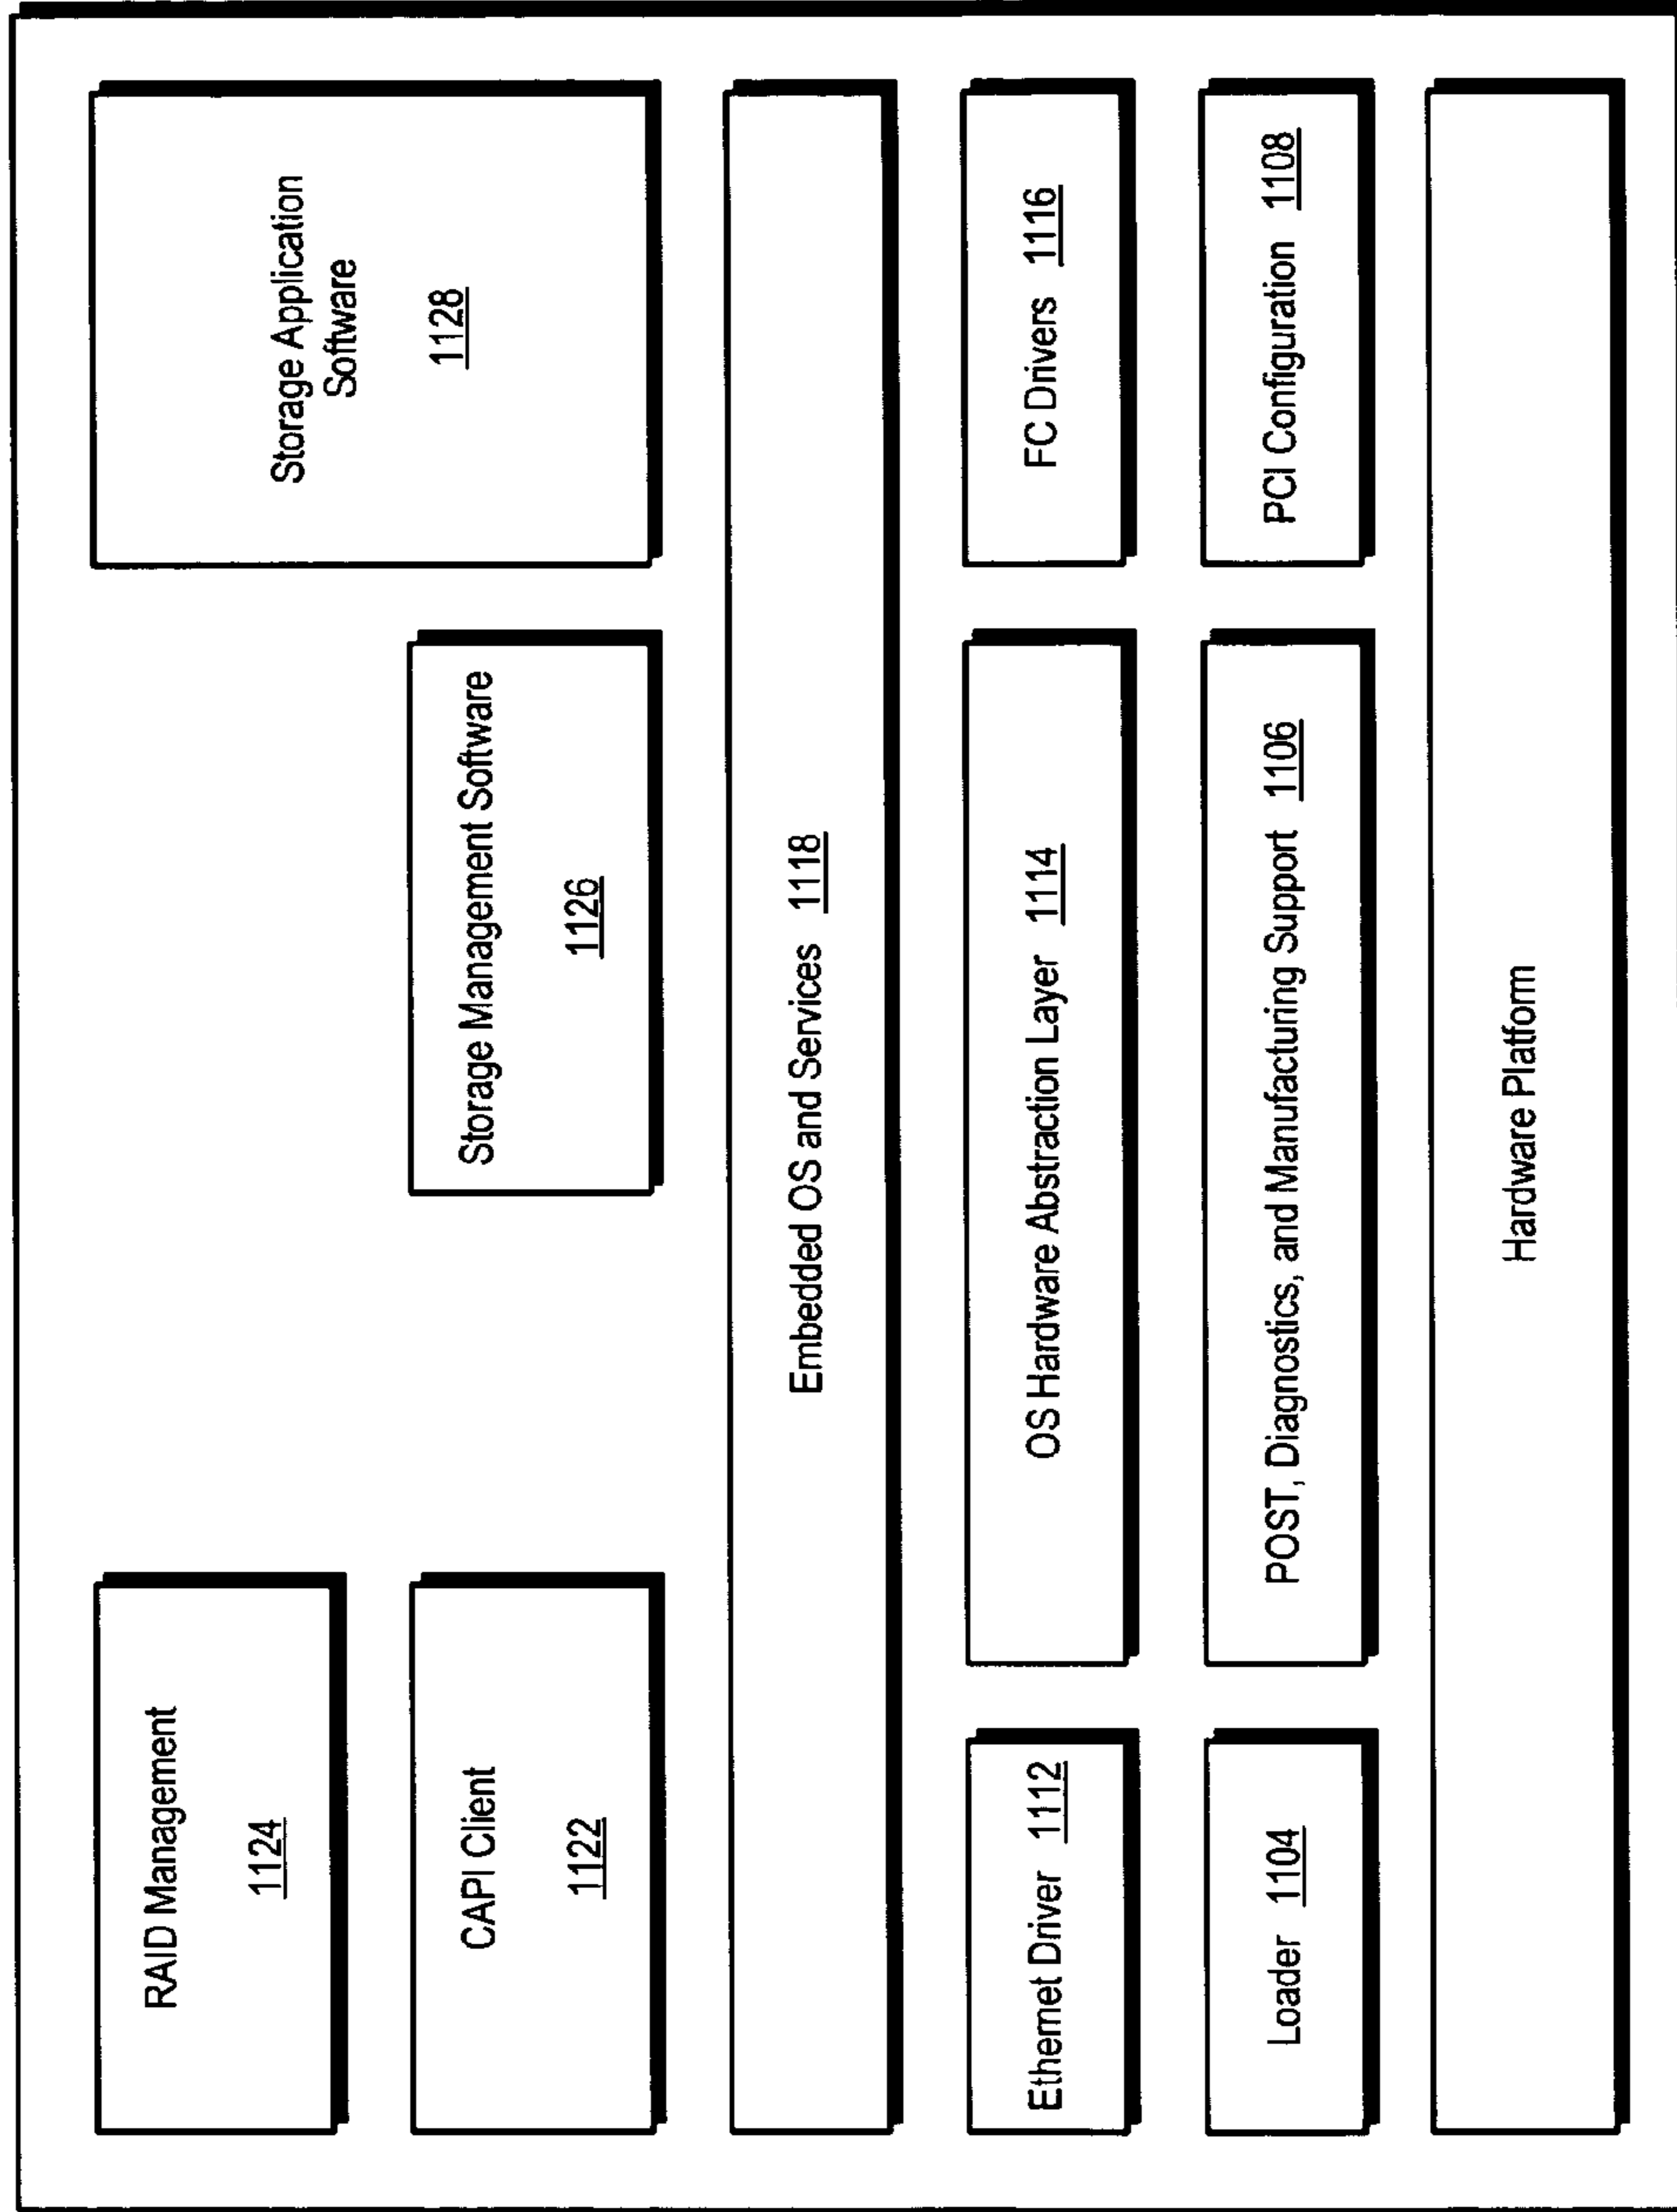 RAID Management
1124
CAPI Client
1122
Storage Management Software
1126
Storage Application
Software
1128
Embedded OS and Services 1118
Ethernet Driver 1112
OS Hardware Abstraction Layer 1114
FC Drivers 1116
Loader 1104
POST, Diagnostics, and Manufacturing Support 1106
PCI Configuration 1108
Hardware Platform